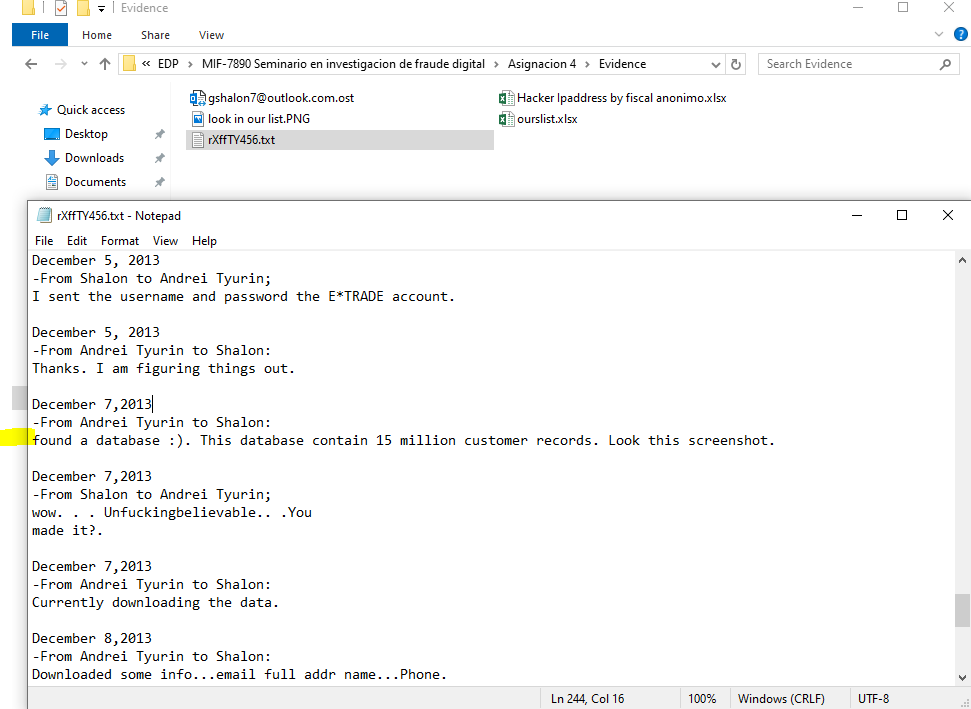 Evidence
File Home Share View
« EDP › MIF-7890 Seminario en investigacion de fraude digital › Asignacion 4 › Evidence
Search Evidence
Quick access
Desktop
Downloads
Documents
gshalon7@outlook.com.ost
look in our list.PNG
rXffTY456.txt
Hacker Ipaddress by fiscal anonimo.xlsx
ourslist.xlsx
rXffTY456.txt - Notepad
File Edit Format View Help
December 5, 2013
-From Shalon to Andrei Tyurin;
I sent the username and password the E*TRADE account.
December 5, 2013
-From Andrei Tyurin to Shalon:
Thanks. I am figuring things out.
December 7,2013
-From Andrei Tyurin to Shalon:
found a database :). This database contain 15 million customer records. Look this screenshot.
December 7,2013
-From Shalon to Andrei Tyurin;
wow. . . Unfuckingbelievable.. .You
made it?.
December 7,2013
-From Andrei Tyurin to Shalon:
Currently downloading the data.
December 8,2013
-From Andrei Tyurin to Shalon:
Downloaded some info...email full addr name...Phone.
Ln 244, Col 16 100% Windows (CRLF) UTF-8